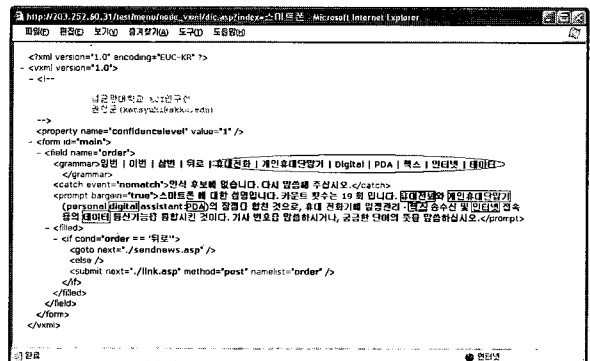 http://203.252.60.31/test/menu/node_vxml/dic.asp?index=스마트폰 - Microsoft Internet Explorer
파일(F) 편집(E) 보기(V) 즐겨찾기(A) 도구(T) 도움말(H)
<?xml version="1.0" encoding="EUC-KR" ?>
- <vxml version="1.0">
- <!--
성균관대학교
-->
<property name="confidencelevel" value="1" />
- <form id="main">
- <field name="order">
<grammar>일번 | 이번 | 삼번 | 뒤로 | 휴대전화 | 개인휴대단말기 | Digital | PDA | 팩스 | 인터넷 | 데이터
</grammar>
<catch event="nomatch">인식 후보에 없습니다. 다시 말씀해 주십시오.</catch>
<prompt bargein="true">스마트폰 에 대한 설명입니다. 카운트 횟수는 19 회 입니다. 휴대전화와 개인휴대단말기
(personal digital assistant:PDA)의 장점을 합친 것으로, 휴대 전화기에 일정관리·팩스 송수신 및 인터넷 접속
등의 데이터 통신기능을 통합시킨 것이다. 기사 번호를 말씀하시거나, 궁금한 단어의 뜻을 말씀하십시오.</prompt>
- <filled>
- <if cond="order == '뒤로'">
<goto next="./sendnews.asp" />
<else />
<submit next="./link.asp" method="post" namelist="order" />
</if>
</filled>
</field>
</form>
</vxml>
완료
인터넷